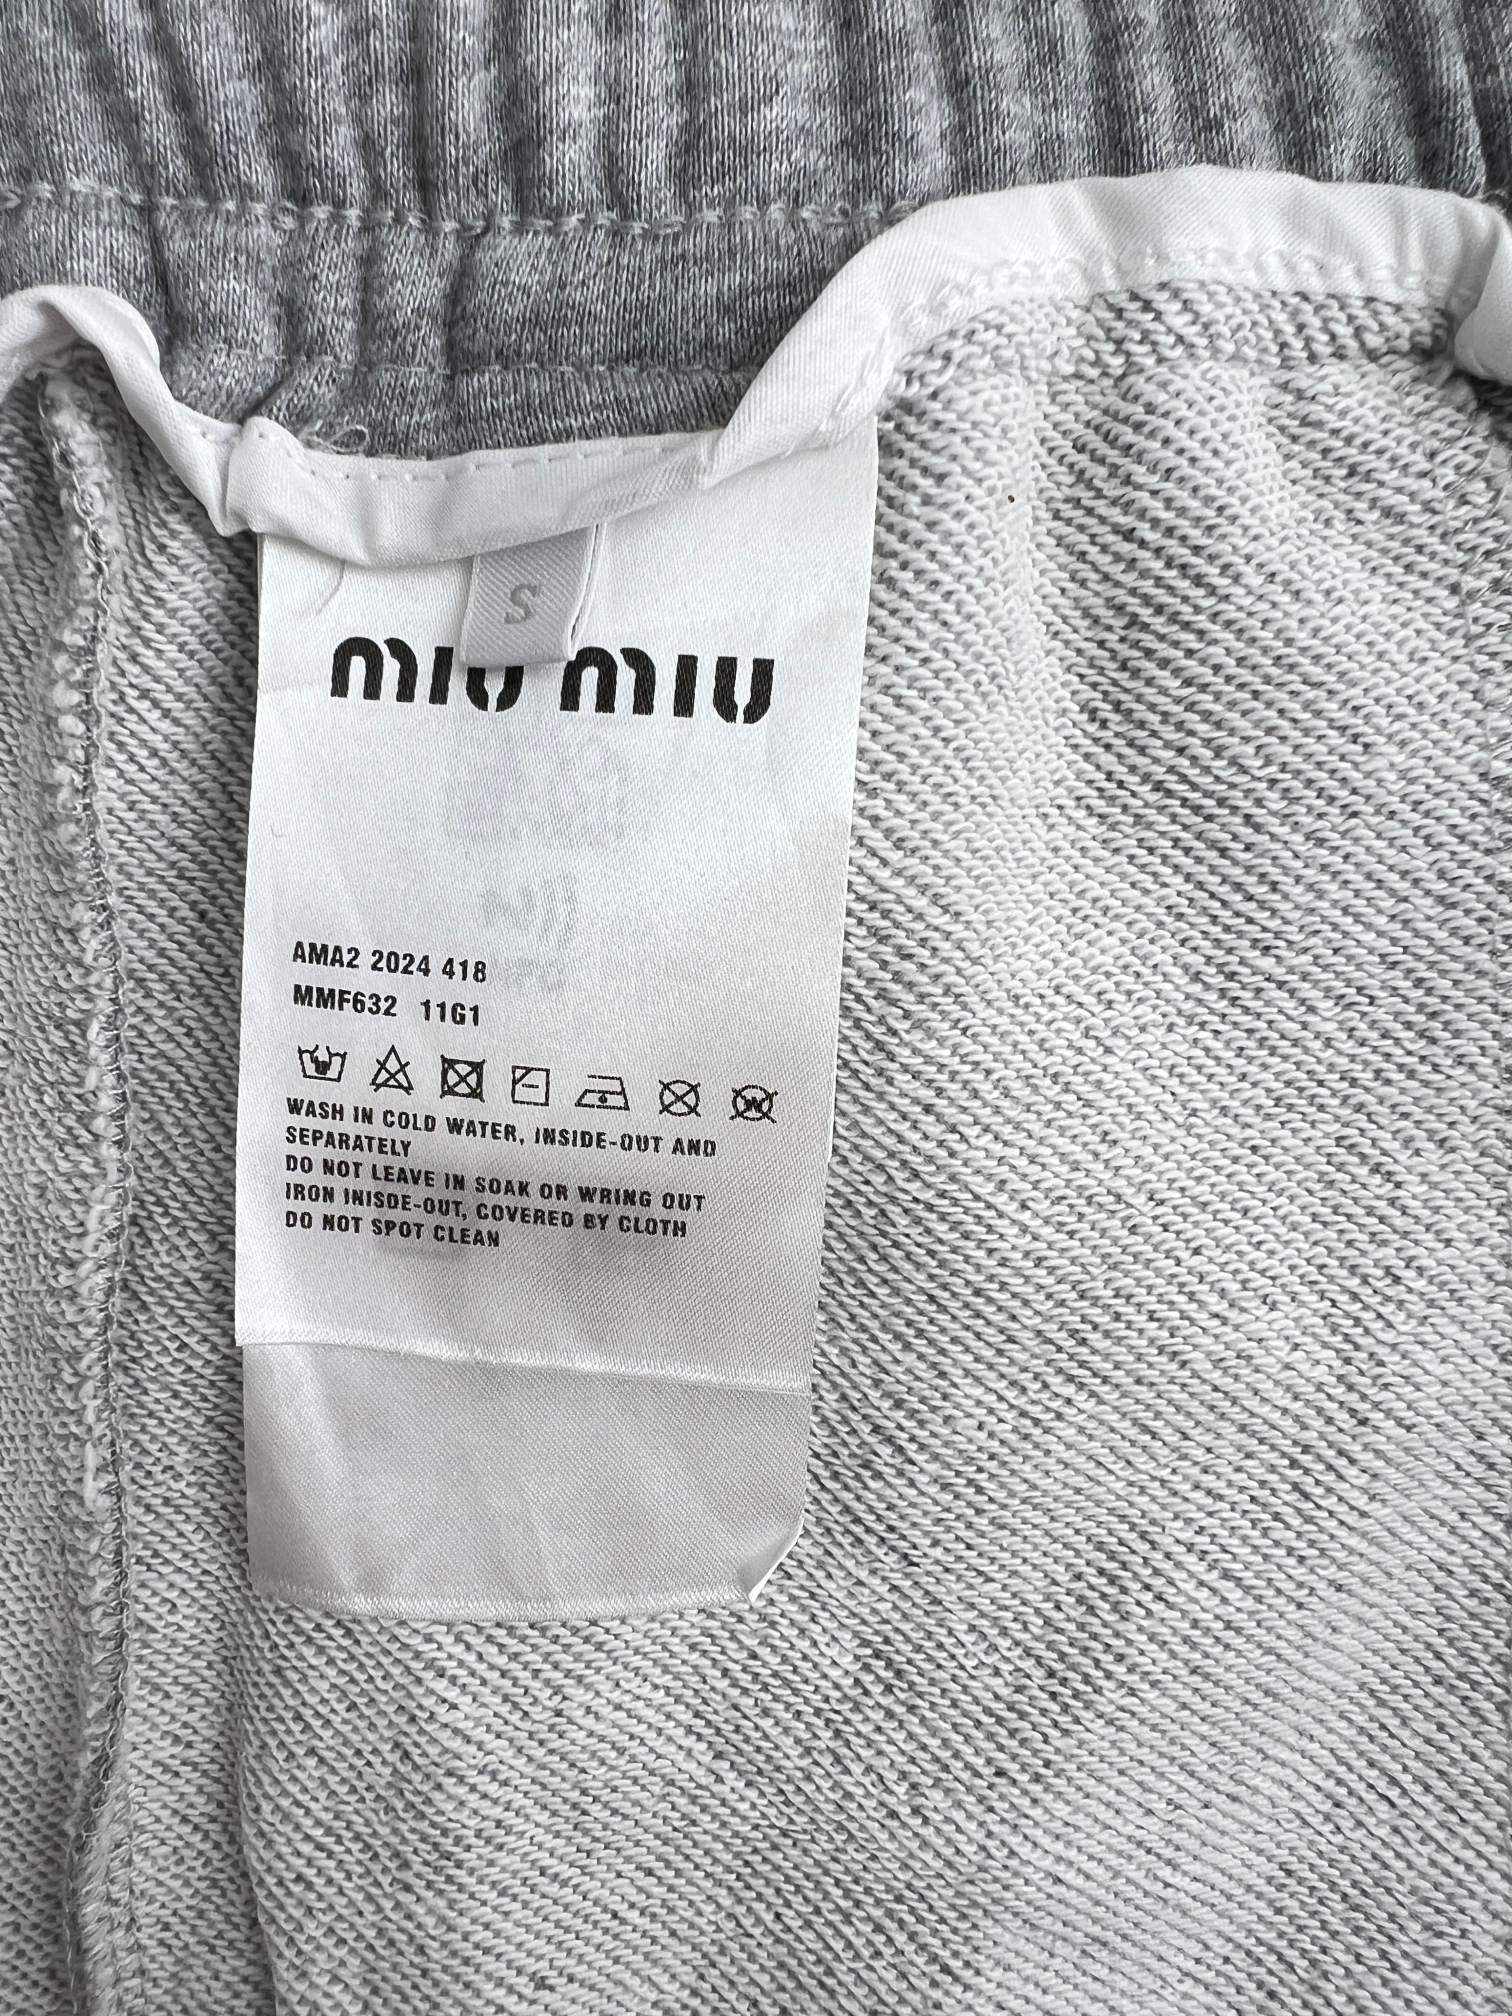 S
miu miu
AMA2 2024 418
MMF632 11G1
WASH IN COLD WATER, INSIDE-OUT AND
SEPARATELY
DO NOT LEAVE IN SOAK OR WRING OUT
IRON INISDE-OUT, COVERED BY CLOTH
DO NOT SPOT CLEAN